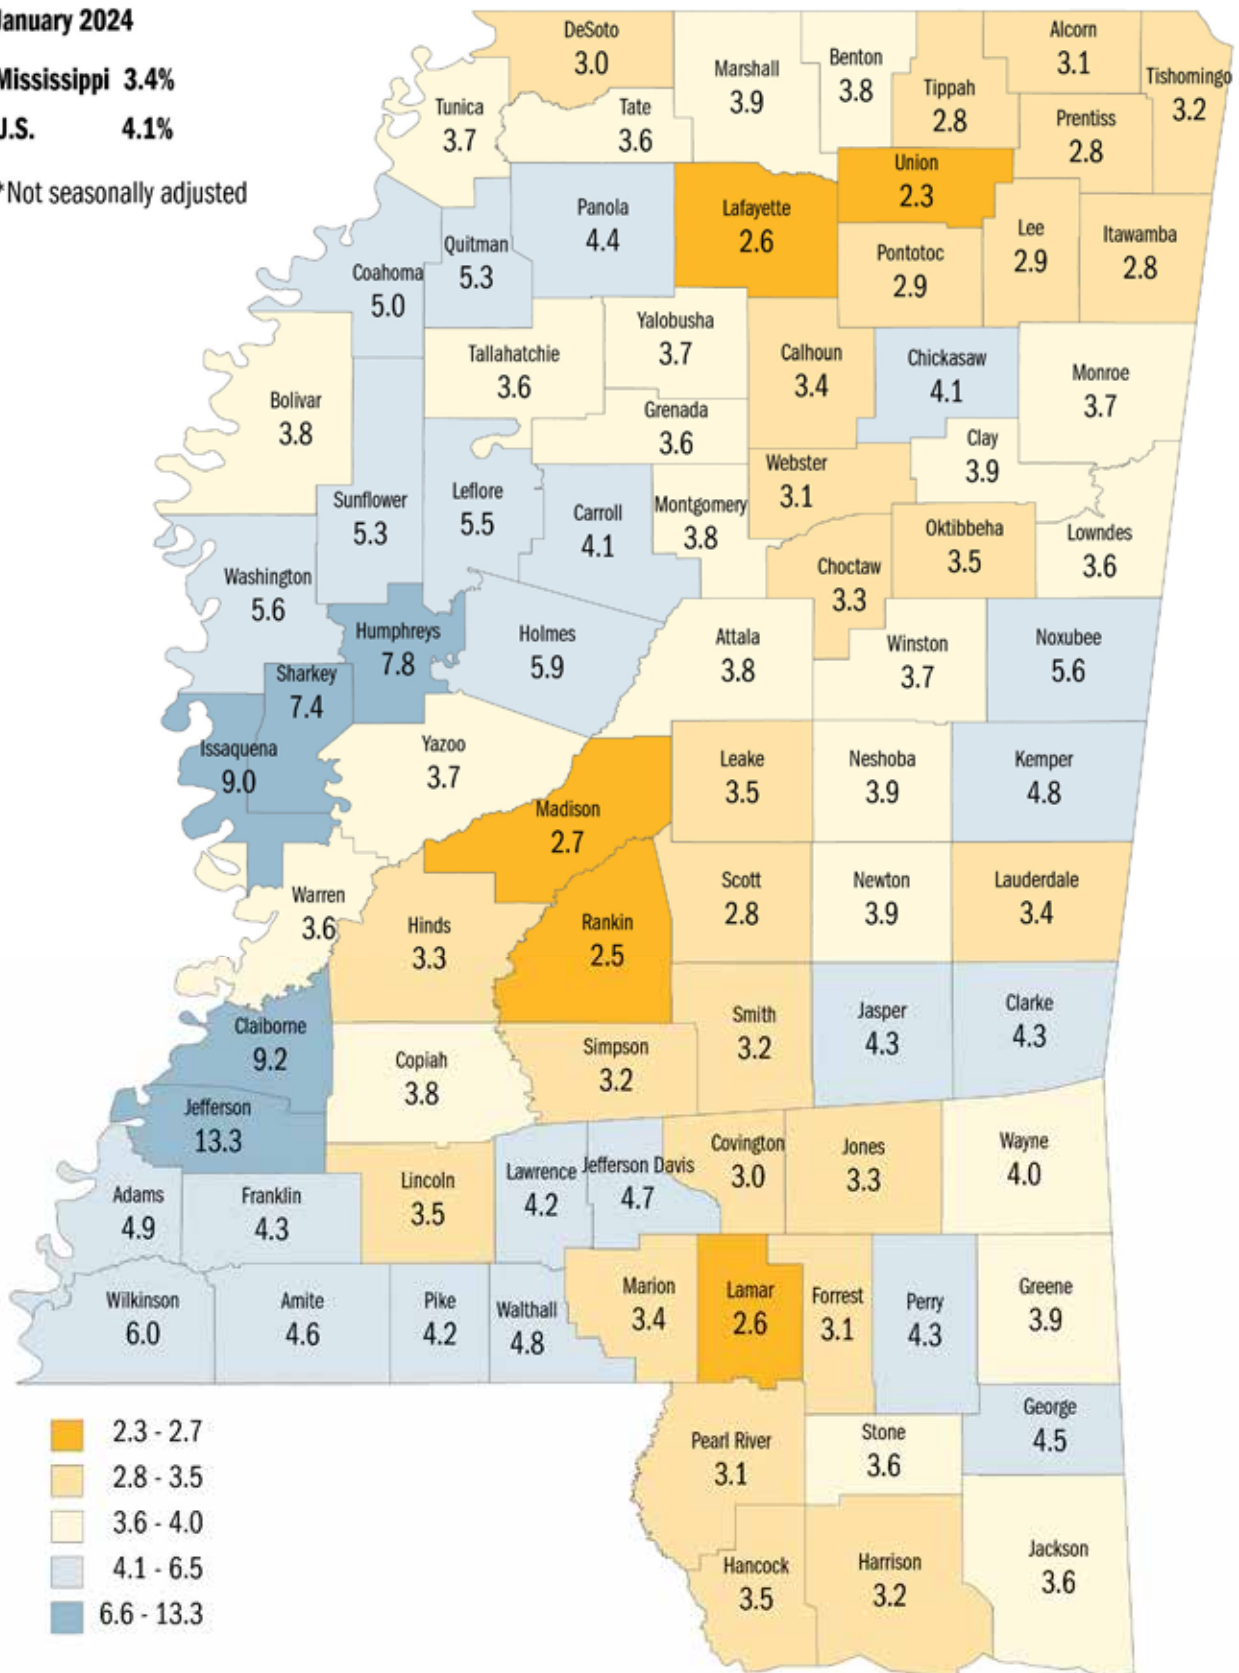 January 2024
Mississippi 3.4%
U.S. 4.1%
*Not seasonally adjusted
DeSoto
3.0
Marshall
3.9
Benton
3.8
Tippah
2.8
Alcorn
3.1
Tishomingo
3.2
Prentiss
2.8
Tunica
3.7
Tate
3.6
Union
2.3
Panola
4.4
Lafayette
2.6
Pontotoc
2.9
Lee
2.9
Itawamba
2.8
Coahoma
5.0
Quitman
5.3
Yalobusha
3.7
Tallahatchie
3.6
Calhoun
3.4
Chickasaw
4.1
Monroe
3.7
Bolivar
3.8
Grenada
3.6
Clay
3.9
Webster
3.1
Sunflower
5.3
Leflore
5.5
Carroll
4.1
Montgomery
3.8
Oktibbeha
3.5
Lowndes
3.6
Choctaw
3.3
Washington
5.6
Humphreys
7.8
Holmes
5.9
Attala
3.8
Winston
3.7
Noxubee
5.6
Sharkey
7.4
Issaquena
9.0
Yazoo
3.7
Madison
2.7
Leake
3.5
Neshoba
3.9
Kemper
4.8
Warren
3.6
Hinds
3.3
Rankin
2.5
Scott
2.8
Newton
3.9
Lauderdale
3.4
Claiborne
9.2
Copiah
3.8
Simpson
3.2
Smith
3.2
Jasper
4.3
Clarke
4.3
Jefferson
13.3
Adams
4.9
Franklin
4.3
Lincoln
3.5
Lawrence
4.2
Jefferson Davis
4.7
Covington
3.0
Jones
3.3
Wayne
4.0
Wilkinson
6.0
Amite
4.6
Pike
4.2
Walthall
4.8
Marion
3.4
Lamar
2.6
Forrest
3.1
Perry
4.3
Greene
3.9
George
4.5
Pearl River
3.1
Stone
3.6
Hancock
3.5
Harrison
3.2
Jackson
3.6
2.3 - 2.7
2.8 - 3.5
3.6 - 4.0
4.1 - 6.5
6.6 - 13.3